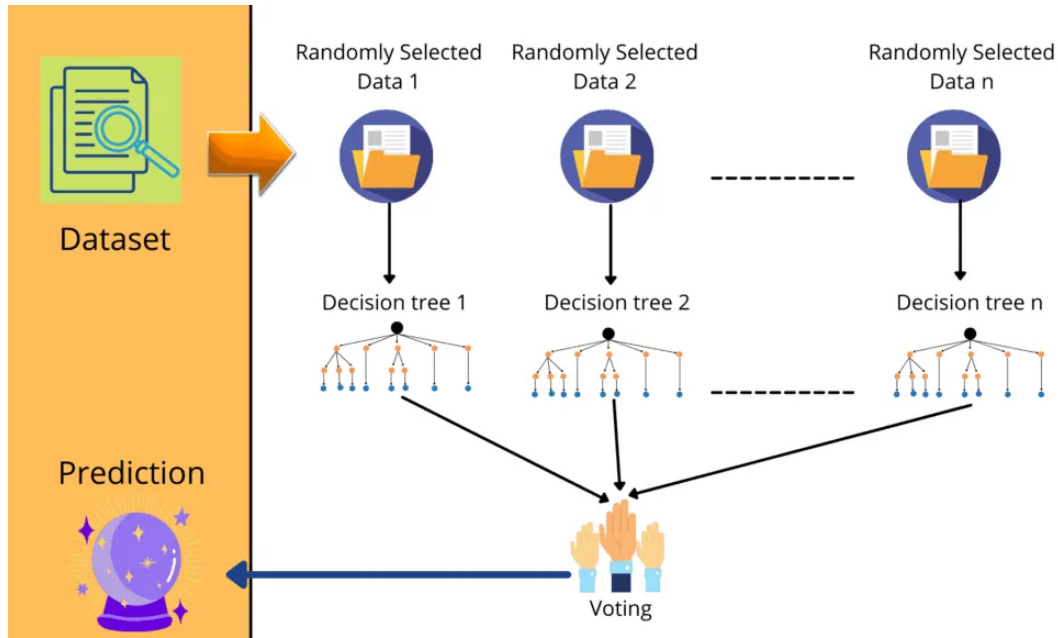 Randomly Selected
Data 1
Randomly Selected
Data 2
Randomly Selected
Data n
Dataset
Decision tree 1
Decision tree 2
Decision tree n
Prediction
Voting